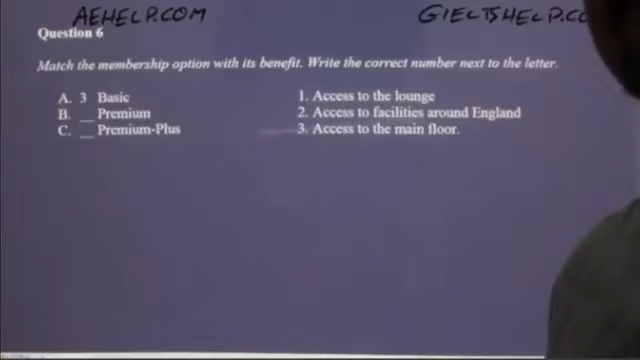 AEHELP.COM GIELTSHELP.CO
Question 6
Match the membership option with its benefit. Write the correct number next to the letter.
A. 3 Basic 1. Access to the lounge
B. __ Premium 2. Access to facilities around England
C. __ Premium-Plus 3. Access to the main floor.